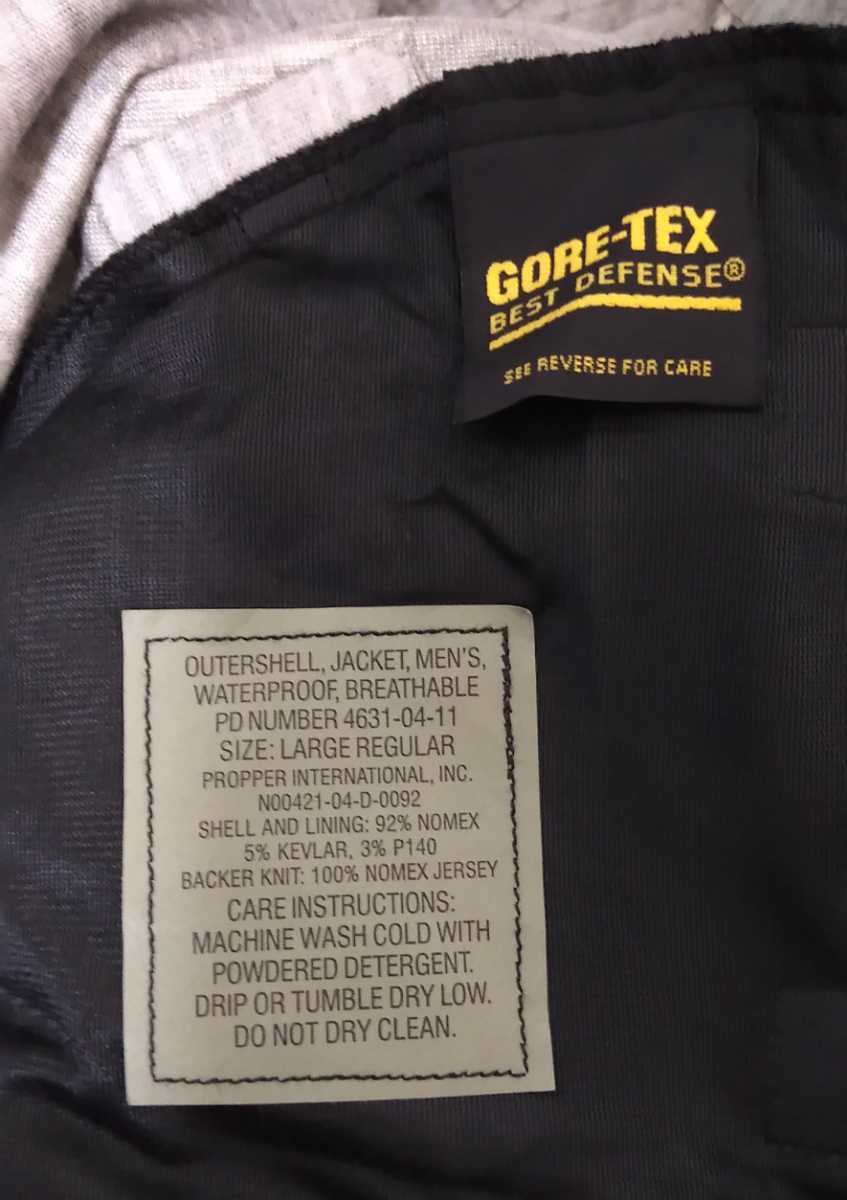 GORE-TEX
BEST DEFENSE®
SEE REVERSE FOR CARE
OUTERSHELL, JACKET, MEN'S,
WATERPROOF, BREATHABLE
PD NUMBER 4631-04-11
SIZE: LARGE REGULAR
PROPPER INTERNATIONAL, INC.
N00421-04-D-0092
SHELL AND LINING: 92% NOMEX
5% KEVLAR, 3% P140
BACKER KNIT: 100% NOMEX JERSEY
CARE INSTRUCTIONS:
MACHINE WASH COLD WITH
POWDERED DETERGENT.
DRIP OR TUMBLE DRY LOW.
DO NOT DRY CLEAN.